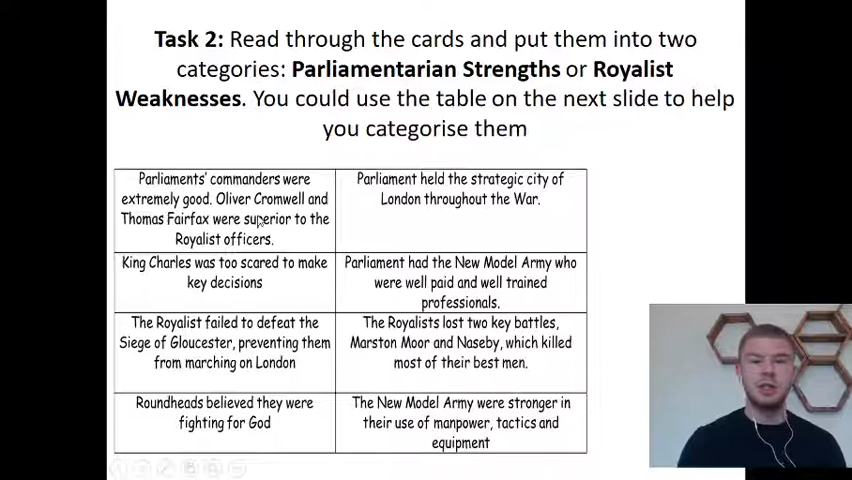 Task 2: Read through the cards and put them into two
categories: Parliamentarian Strengths or Royalist
Weaknesses. You could use the table on the next slide to help
you categorise them
Parliaments' commanders were
extremely good. Oliver Cromwell and
Thomas Fairfax were superior to the
Royalist officers.
Parliament held the strategic city of
London throughout the War.
King Charles was too scared to make
key decisions
Parliament had the New Model Army who
were well paid and well trained
professionals.
The Royalist failed to defeat the
Siege of Gloucester, preventing them
from marching on London
The Royalists lost two key battles,
Marston Moor and Naseby, which killed
most of their best men.
Roundheads believed they were
fighting for God
The New Model Army were stronger in
their use of manpower, tactics and
equipment